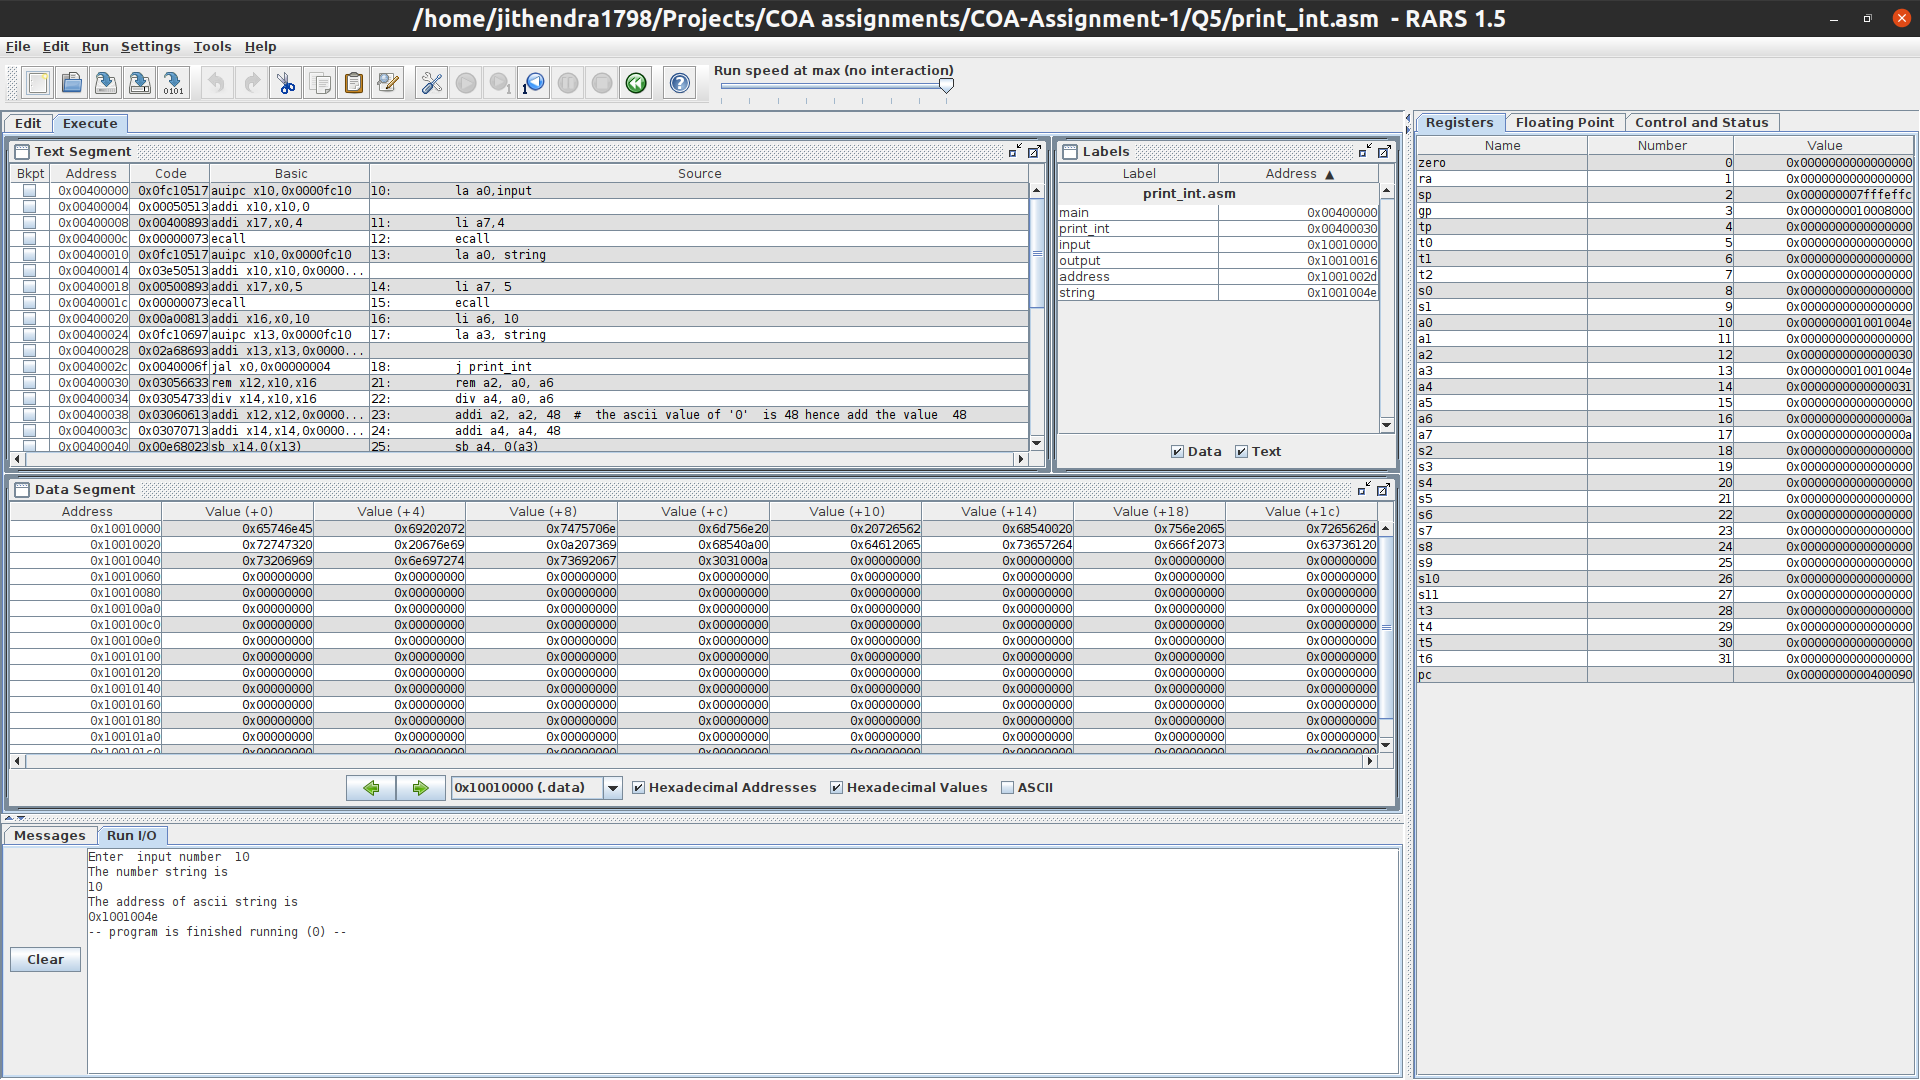 /home/jithendra1798/Projects/COA assignments/COA-Assignment-1/Q5/print_int.asm - RARS 1.5
File Edit Run Settings Tools Help
Run speed at max (no interaction)
Edit Execute
Text Segment
Bkpt Address Code Basic Source
0x00400000 0x0fc10517 auipc x10,0x0000fc10 10: la a0,input
0x00400004 0x00050513 addi x10,x10,0
0x00400008 0x00400893 addi x17,x0,4 11: li a7,4
0x0040000c 0x00000073 ecall 12: ecall
0x00400010 0x0fc10517 auipc x10,0x0000fc10 13: la a0, string
0x00400014 0x03e50513 addi x10,x10,0x0000...
0x00400018 0x00500893 addi x17,x0,5 14: li a7, 5
0x0040001c 0x00000073 ecall 15: ecall
0x00400020 0x00a00813 addi x16,x0,10 16: li a6, 10
0x00400024 0x0fc10697 auipc x13,0x0000fc10 17: la a3, string
0x00400028 0x02a68693 addi x13,x13,0x0000...
0x0040002c 0x0040006f jal x0,0x00000004 18: j print_int
0x00400030 0x03056633 rem x12,x10,x16 21: rem a2, a0, a6
0x00400034 0x03054733 div x14,x10,x16 22: div a4, a0, a6
0x00400038 0x03060613 addi x12,x12,0x0000... 23: addi a2, a2, 48 # the ascii value of '0' is 48 hence add the value 48
0x0040003c 0x03070713 addi x14,x14,0x0000... 24: addi a4, a4, 48
0x00400040 0x00e68023 sb x14,0(x13) 25: sb a4, 0(a3)
Labels
Label Address ▲
print_int.asm
main 0x00400000
print_int 0x00400030
input 0x10010000
output 0x10010016
address 0x1001002d
string 0x1001004e
Data Text
Data Segment
Address Value (+0) Value (+4) Value (+8) Value (+c) Value (+10) Value (+14) Value (+18) Value (+1c)
0x10010000 0x65746e45 0x69202072 0x7475706e 0x6d756e20 0x20726562 0x68540020 0x756e2065 0x7265626d
0x10010020 0x72747320 0x20676e69 0x0a207369 0x68540a00 0x64612065 0x73657264 0x666f2073 0x63736120
0x10010040 0x73206969 0x6e697274 0x73692067 0x3031000a 0x00000000 0x00000000 0x00000000 0x00000000
0x10010060 0x00000000 0x00000000 0x00000000 0x00000000 0x00000000 0x00000000 0x00000000 0x00000000
0x10010080 0x00000000 0x00000000 0x00000000 0x00000000 0x00000000 0x00000000 0x00000000 0x00000000
0x100100a0 0x00000000 0x00000000 0x00000000 0x00000000 0x00000000 0x00000000 0x00000000 0x00000000
0x100100c0 0x00000000 0x00000000 0x00000000 0x00000000 0x00000000 0x00000000 0x00000000 0x00000000
0x100100e0 0x00000000 0x00000000 0x00000000 0x00000000 0x00000000 0x00000000 0x00000000 0x00000000
0x10010100 0x00000000 0x00000000 0x00000000 0x00000000 0x00000000 0x00000000 0x00000000 0x00000000
0x10010120 0x00000000 0x00000000 0x00000000 0x00000000 0x00000000 0x00000000 0x00000000 0x00000000
0x10010140 0x00000000 0x00000000 0x00000000 0x00000000 0x00000000 0x00000000 0x00000000 0x00000000
0x10010160 0x00000000 0x00000000 0x00000000 0x00000000 0x00000000 0x00000000 0x00000000 0x00000000
0x10010180 0x00000000 0x00000000 0x00000000 0x00000000 0x00000000 0x00000000 0x00000000 0x00000000
0x100101a0 0x00000000 0x00000000 0x00000000 0x00000000 0x00000000 0x00000000 0x00000000 0x00000000
0x100101c0 0x00000000 0x00000000 0x00000000 0x00000000 0x00000000 0x00000000 0x00000000 0x00000000
0x10010000 (.data) Hexadecimal Addresses Hexadecimal Values ASCII
Messages Run I/O
Clear
Enter input number 10
The number string is
10
The address of ascii string is
0x1001004e
-- program is finished running (0) --
Registers Floating Point Control and Status
Name Number Value
zero 0 0x0000000000000000
ra 1 0x0000000000000000
sp 2 0x000000007fffeffc
gp 3 0x0000000010008000
tp 4 0x0000000000000000
t0 5 0x0000000000000000
t1 6 0x0000000000000000
t2 7 0x0000000000000000
s0 8 0x0000000000000000
s1 9 0x0000000000000000
a0 10 0x000000001001004e
a1 11 0x0000000000000000
a2 12 0x0000000000000030
a3 13 0x000000001001004e
a4 14 0x0000000000000031
a5 15 0x0000000000000000
a6 16 0x000000000000000a
a7 17 0x000000000000000a
s2 18 0x0000000000000000
s3 19 0x0000000000000000
s4 20 0x0000000000000000
s5 21 0x0000000000000000
s6 22 0x0000000000000000
s7 23 0x0000000000000000
s8 24 0x0000000000000000
s9 25 0x0000000000000000
s10 26 0x0000000000000000
s11 27 0x0000000000000000
t3 28 0x0000000000000000
t4 29 0x0000000000000000
t5 30 0x0000000000000000
t6 31 0x0000000000000000
pc 0x0000000000400090